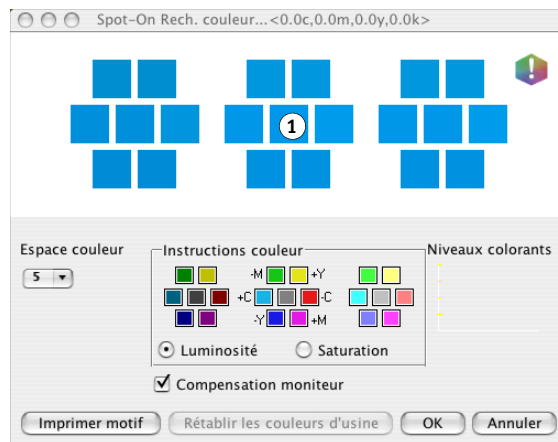 Spot-On Rech. couleur...<0.0c,0.0m,0.0y,0.0k>
1
Espace couleur
Instructions couleur
Niveaux colorants
5
-M +Y
+C -C
-Y +M
Luminosité Saturation
Compensation moniteur
Imprimer motif Rétablir les couleurs d'usine OK Annuler